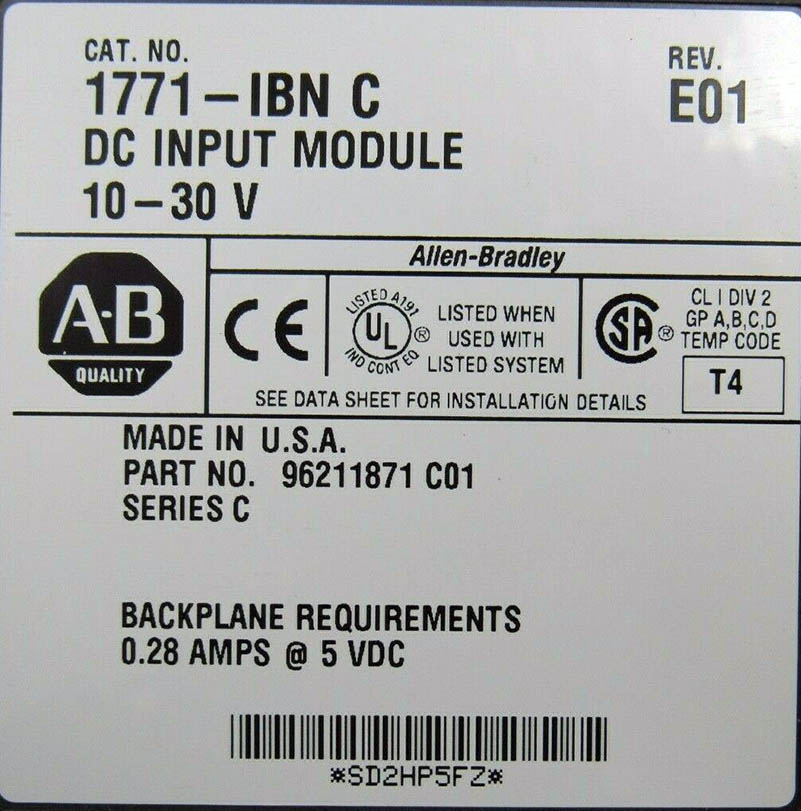 CAT. NO.
1771-IBN C
REV.
E01
DC INPUT MODULE
10-30 V
Allen-Bradley
A·B
QUALITY
CE
LISTED A191
UL ®
IND CONT EQ
LISTED WHEN
USED WITH
LISTED SYSTEM
SA ®
CL I DIV 2
GP A,B,C,D
TEMP CODE
T4
SEE DATA SHEET FOR INSTALLATION DETAILS
MADE IN U.S.A.
PART NO. 96211871 C01
SERIES C
BACKPLANE REQUIREMENTS
0.28 AMPS @ 5 VDC
*SD2HP5FZ*